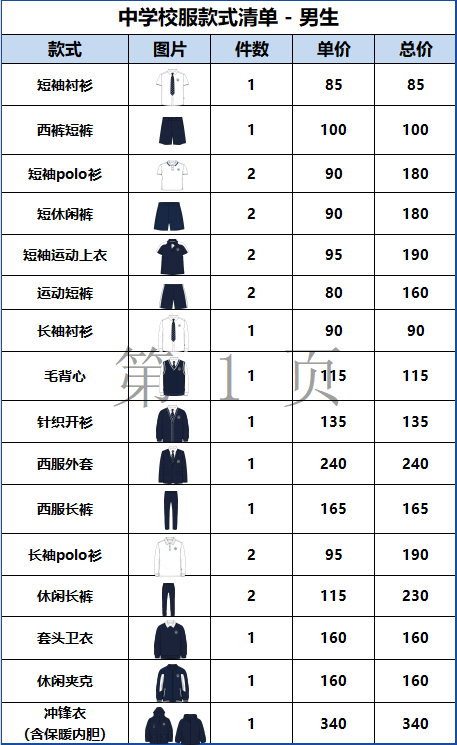 中学校服款式清单 - 男生
款式 图片 件数 单价 总价
短袖衬衫 1 85 85
西裤短裤 1 100 100
短袖polo衫 2 90 180
短休闲裤 2 90 180
短袖运动上衣 2 95 190
运动短裤 2 80 160
长袖衬衫 1 90 90
第 1 页
毛背心 1 115 115
针织开衫 1 135 135
西服外套 1 240 240
西服长裤 1 165 165
长袖polo衫 2 95 190
休闲长裤 2 115 230
套头卫衣 1 160 160
休闲夹克 1 160 160
冲锋衣
（含保暖内胆） 1 340 340